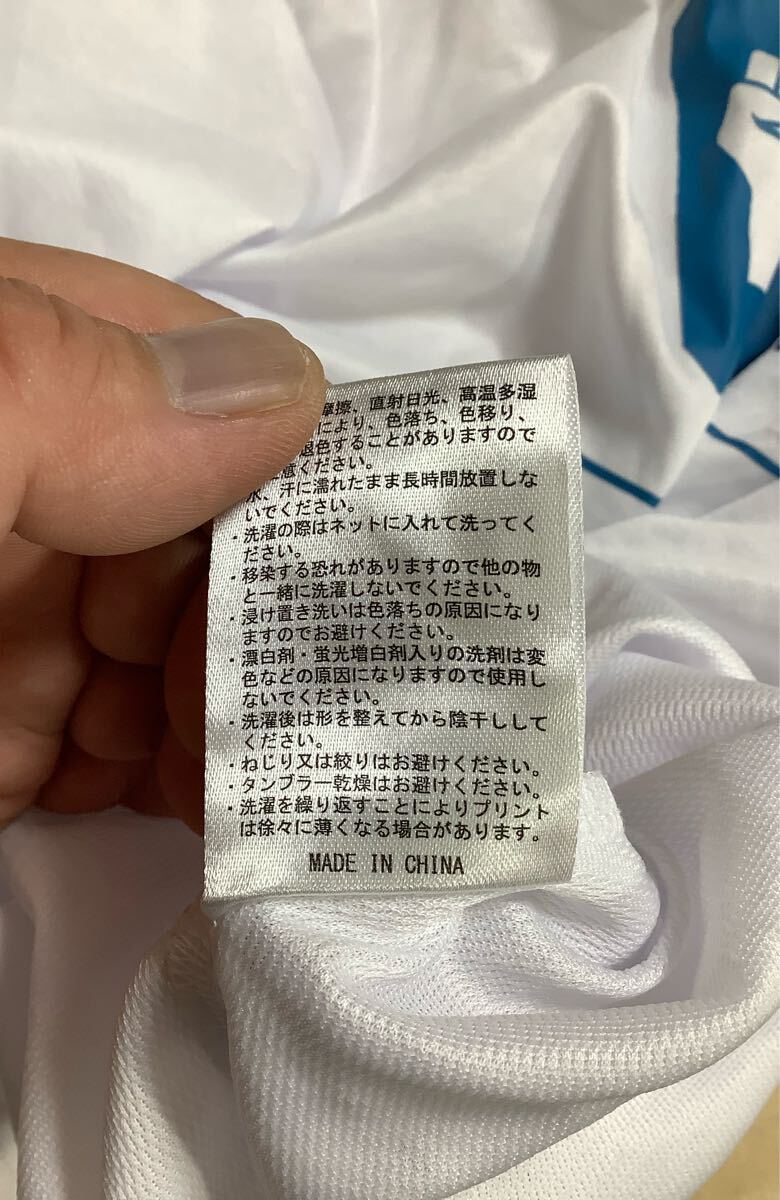 摩擦、直射日光、高温多湿
により、色落ち、色移り、
退色することがありますので
意ください。
水、汗に濡れたまま長時間放置しな
いでください。
・洗濯の際はネットに入れて洗ってく
ださい。
・移染する恐れがありますので他の物
と一緒に洗濯しないでください。
・浸け置き洗いは色落ちの原因になり
ますのでお避けください。
・漂白剤・蛍光増白剤入りの洗剤は変
色などの原因になりますので使用し
ないでください。
・洗濯後は形を整えてから陰干しして
ください。
・ねじり又は絞りはお避けください。
・タンブラー乾燥はお避けください。
・洗濯を繰り返すことによりプリント
は徐々に薄くなる場合があります。
MADE IN CHINA